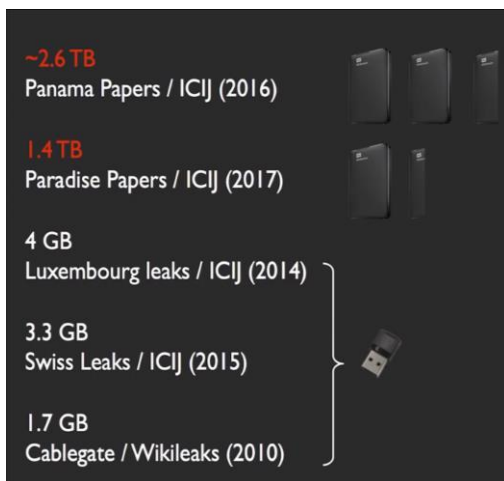 ~2.6 TB
Panama Papers / ICIJ (2016)
1.4 TB
Paradise Papers / ICIJ (2017)
4 GB
Luxembourg leaks / ICIJ (2014)
3.3 GB
Swiss Leaks / ICIJ (2015)
1.7 GB
Cablegate / Wikileaks (2010)